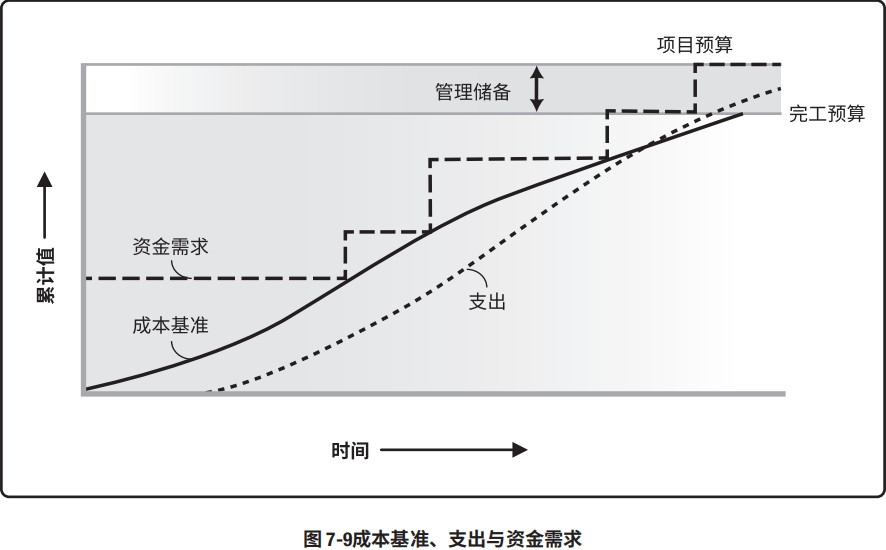 项目预算
管理储备
完工预算
资金需求
累计值
支出
成本基准
时间
图 7-9成本基准、支出与资金需求